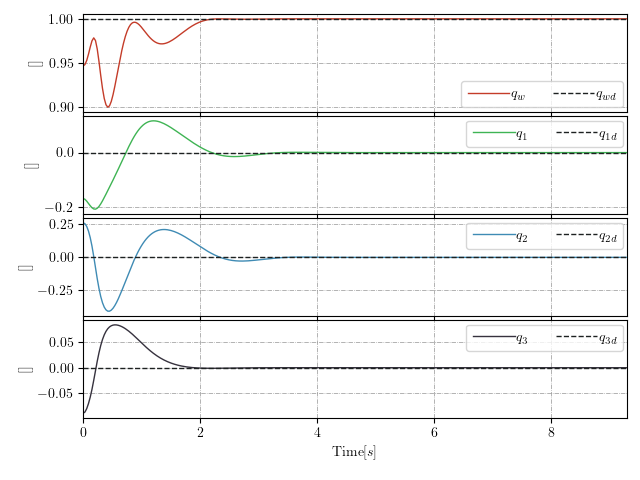 1.00
0.95
[]
0.90
q_w q_wd
q_1 q_1d
0.0
[]
−0.2
0.25
q_2 q_2d
0.00
[]
−0.25
q_3 q_3d
0.05
0.00
[]
−0.05
0 2 4 6 8
Time[s]